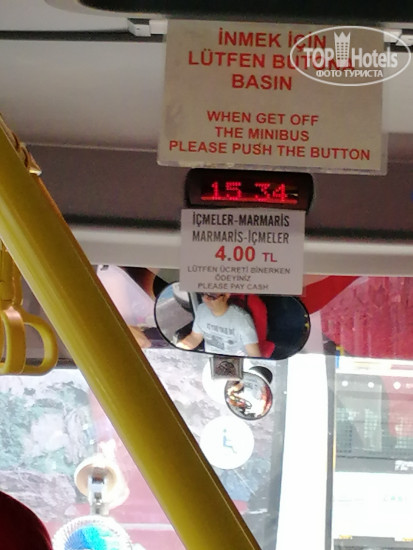 İNMEK İÇİN
LÜTFEN BUTONA
BASIN
WHEN GET OFF
THE MINIBUS
PLEASE PUSH THE BUTTON
TOP Hotels
ФОТО ТУРИСТА
15 34
İÇMELER-MARMARİS
MARMARİS-İÇMELER
4.00 TL
LÜTFEN ÜCRETİ BİNERKEN
ÖDEYİNİZ
PLEASE PAY CASH